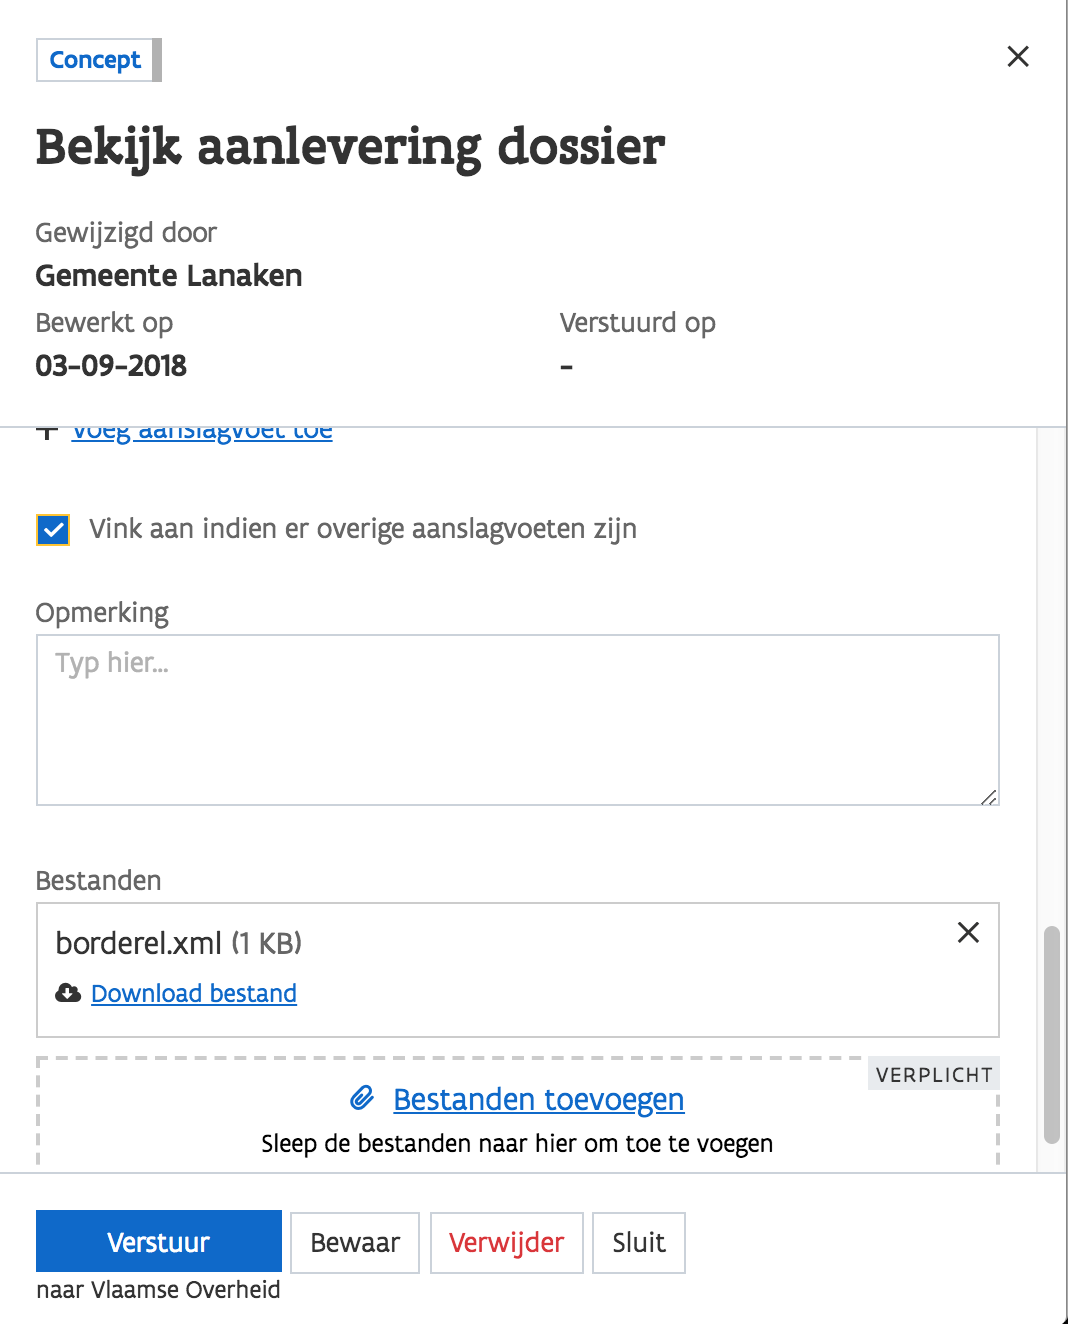 Concept
Bekijk aanlevering dossier
Gewijzigd door
Gemeente Lanaken
Bewerkt op
03-09-2018
Verstuurd op
-
Voeg aanslagvoet toe
Vink aan indien er overige aanslagvoeten zijn
Opmerking
Typ hier...
Bestanden
borderel.xml (1 KB)
Download bestand
VERPLICHT
Bestanden toevoegen
Sleep de bestanden naar hier om toe te voegen
Verstuur
naar Vlaamse Overheid
Bewaar
Verwijder
Sluit